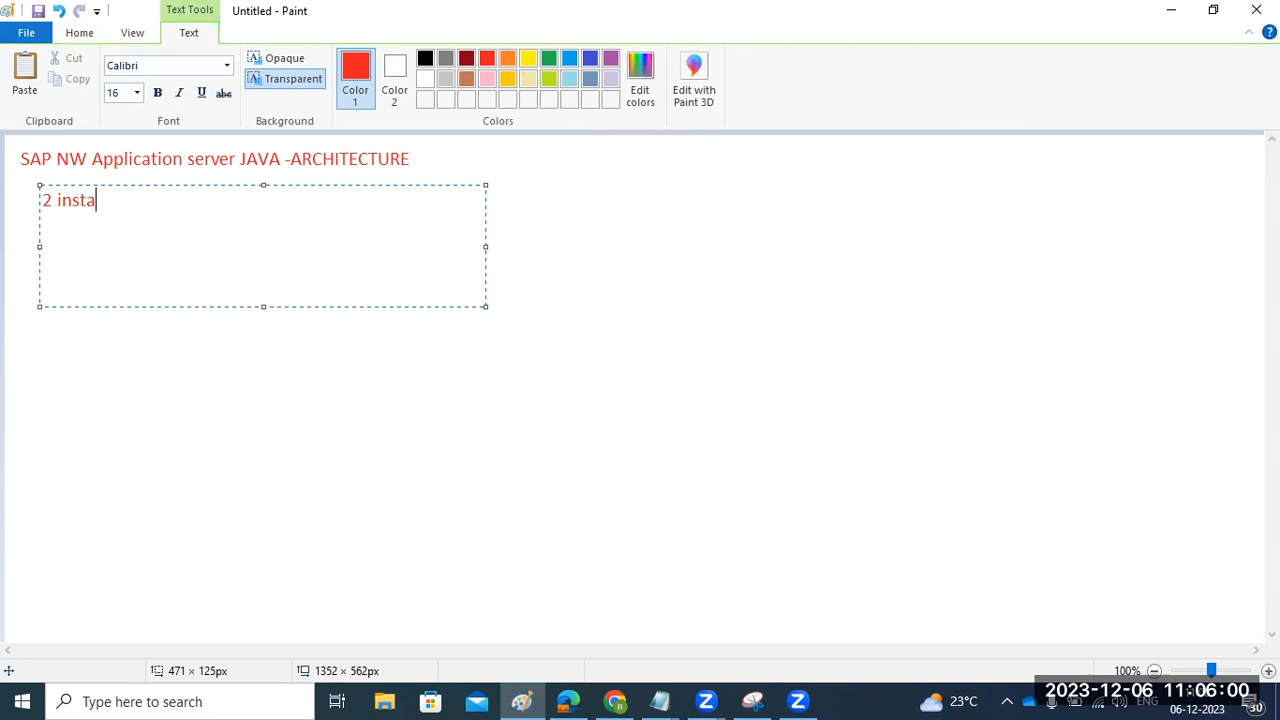 Text Tools
Untitled - Paint
File
Home
View
Text
Paste
Cut
Copy
Clipboard
Calibri
16
B
I
U
abc
Font
Opaque
Transparent
Background
Color 1
Color 2
Edit colors
Colors
Edit with Paint 3D
SAP NW Application server JAVA -ARCHITECTURE
2 insta
471 × 125px
1352 × 562px
100%
Type here to search
23°C
ENG
2023-12-06 11:06:00
06-12-2023
30